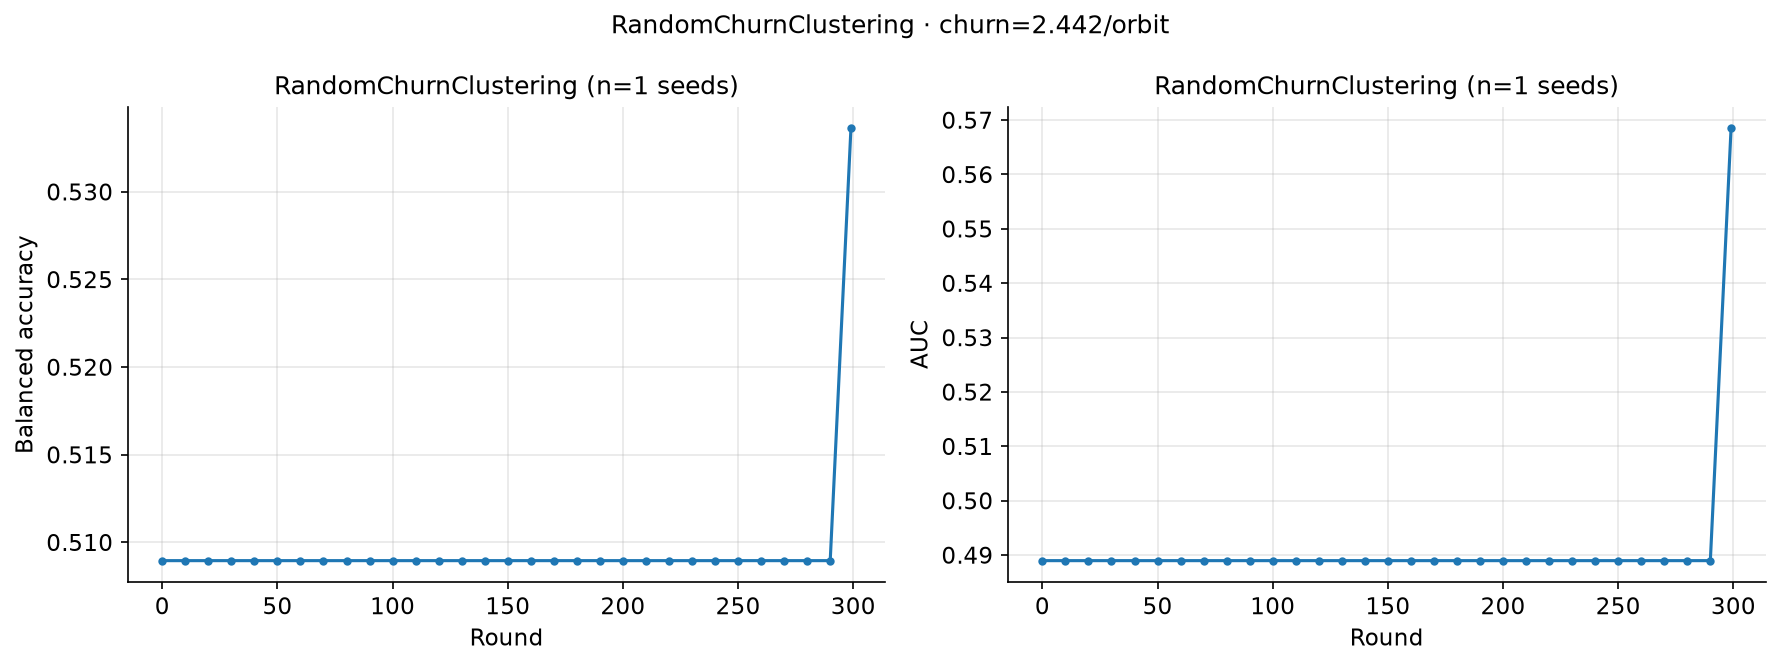 RandomChurnClustering · churn=2.442/orbit
RandomChurnClustering (n=1 seeds)
Balanced accuracy
0.530
0.525
0.520
0.515
0.510
0 50 100 150 200 250 300
Round
RandomChurnClustering (n=1 seeds)
AUC
0.57
0.56
0.55
0.54
0.53
0.52
0.51
0.50
0.49
0 50 100 150 200 250 300
Round